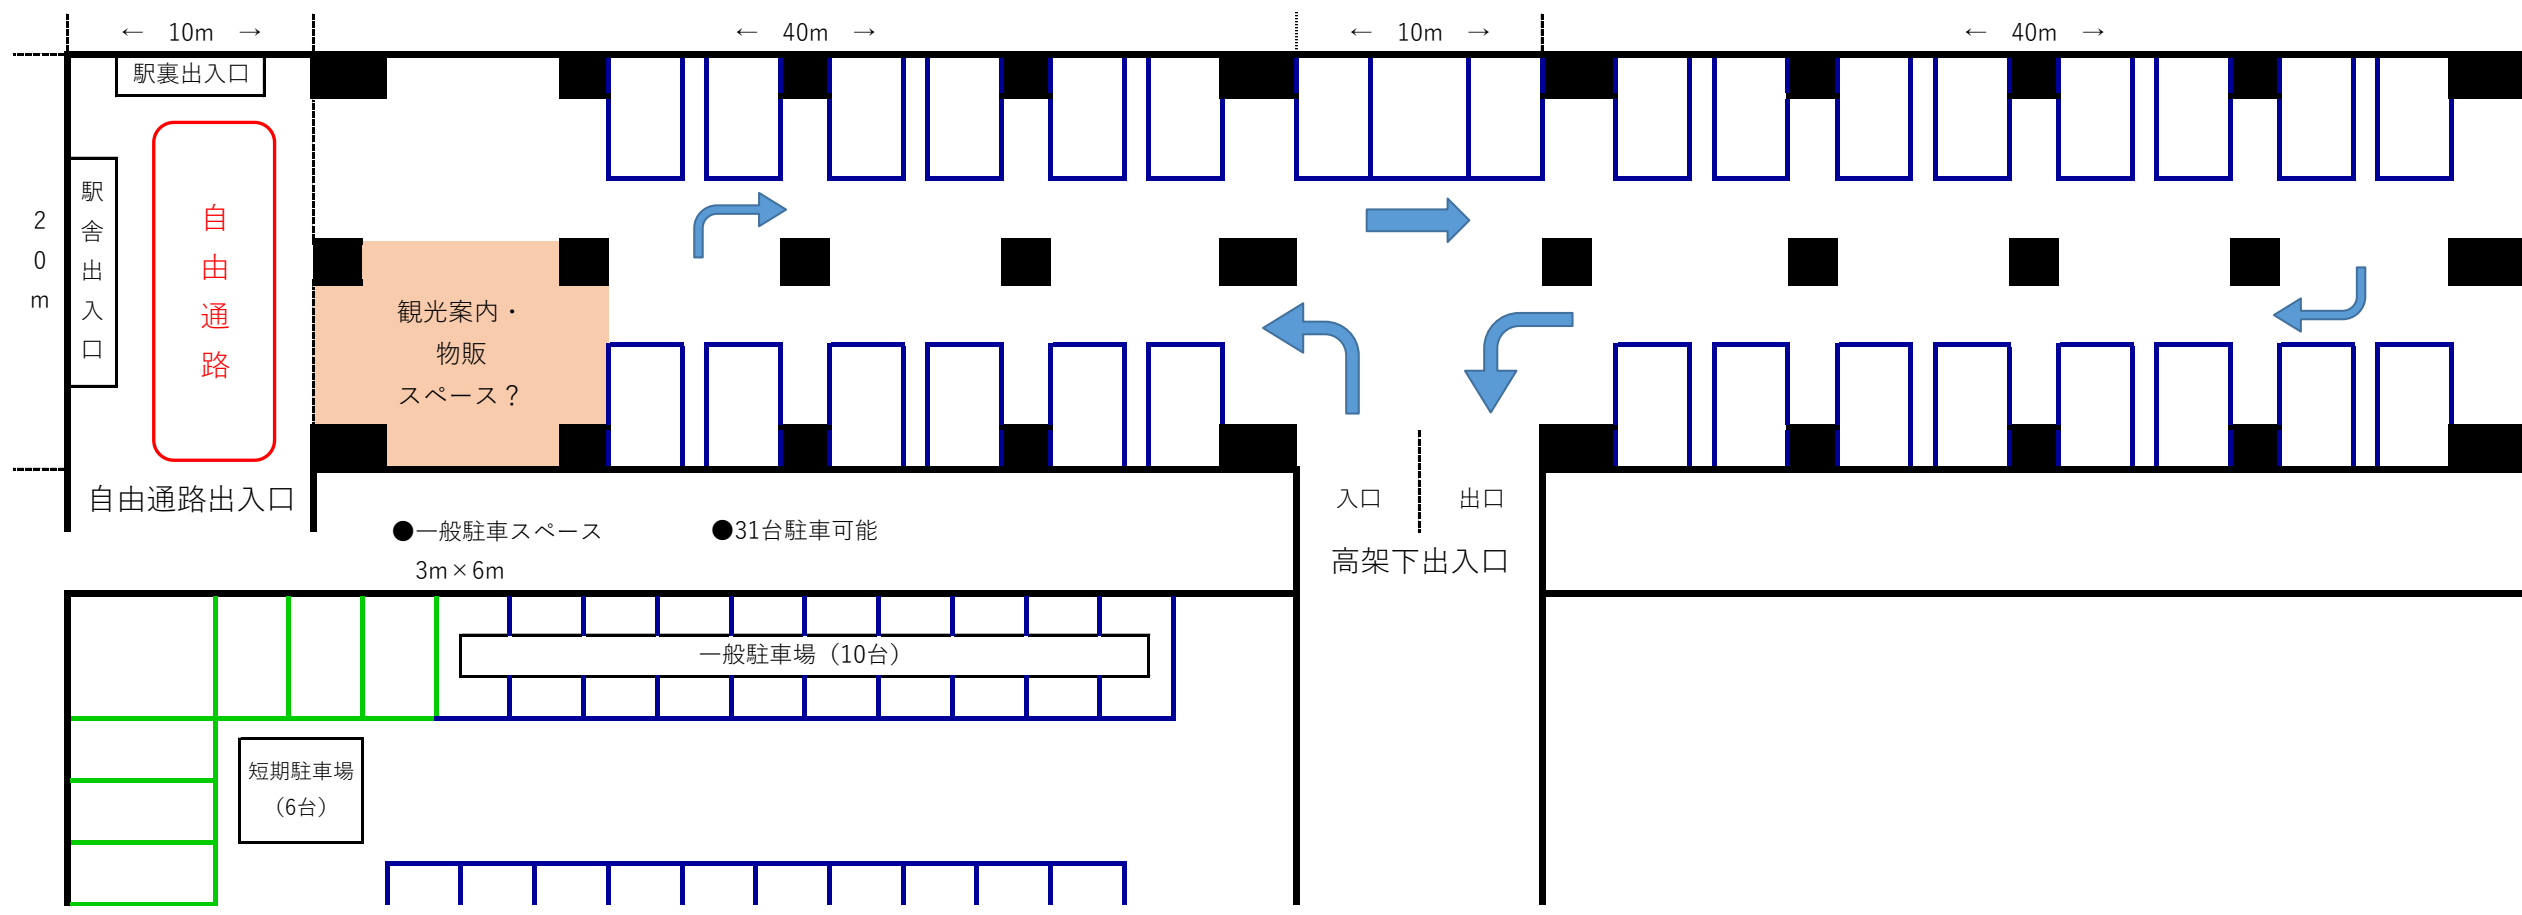 ← 10m →
← 40m →
← 10m →
← 40m →
駅裏出入口
20m
駅舎出入口
自由通路
観光案内・
物販
スペース？
自由通路出入口
入口
出口
高架下出入口
●一般駐車スペース
●31台駐車可能
3m×6m
一般駐車場（10台）
短期駐車場
（6台）